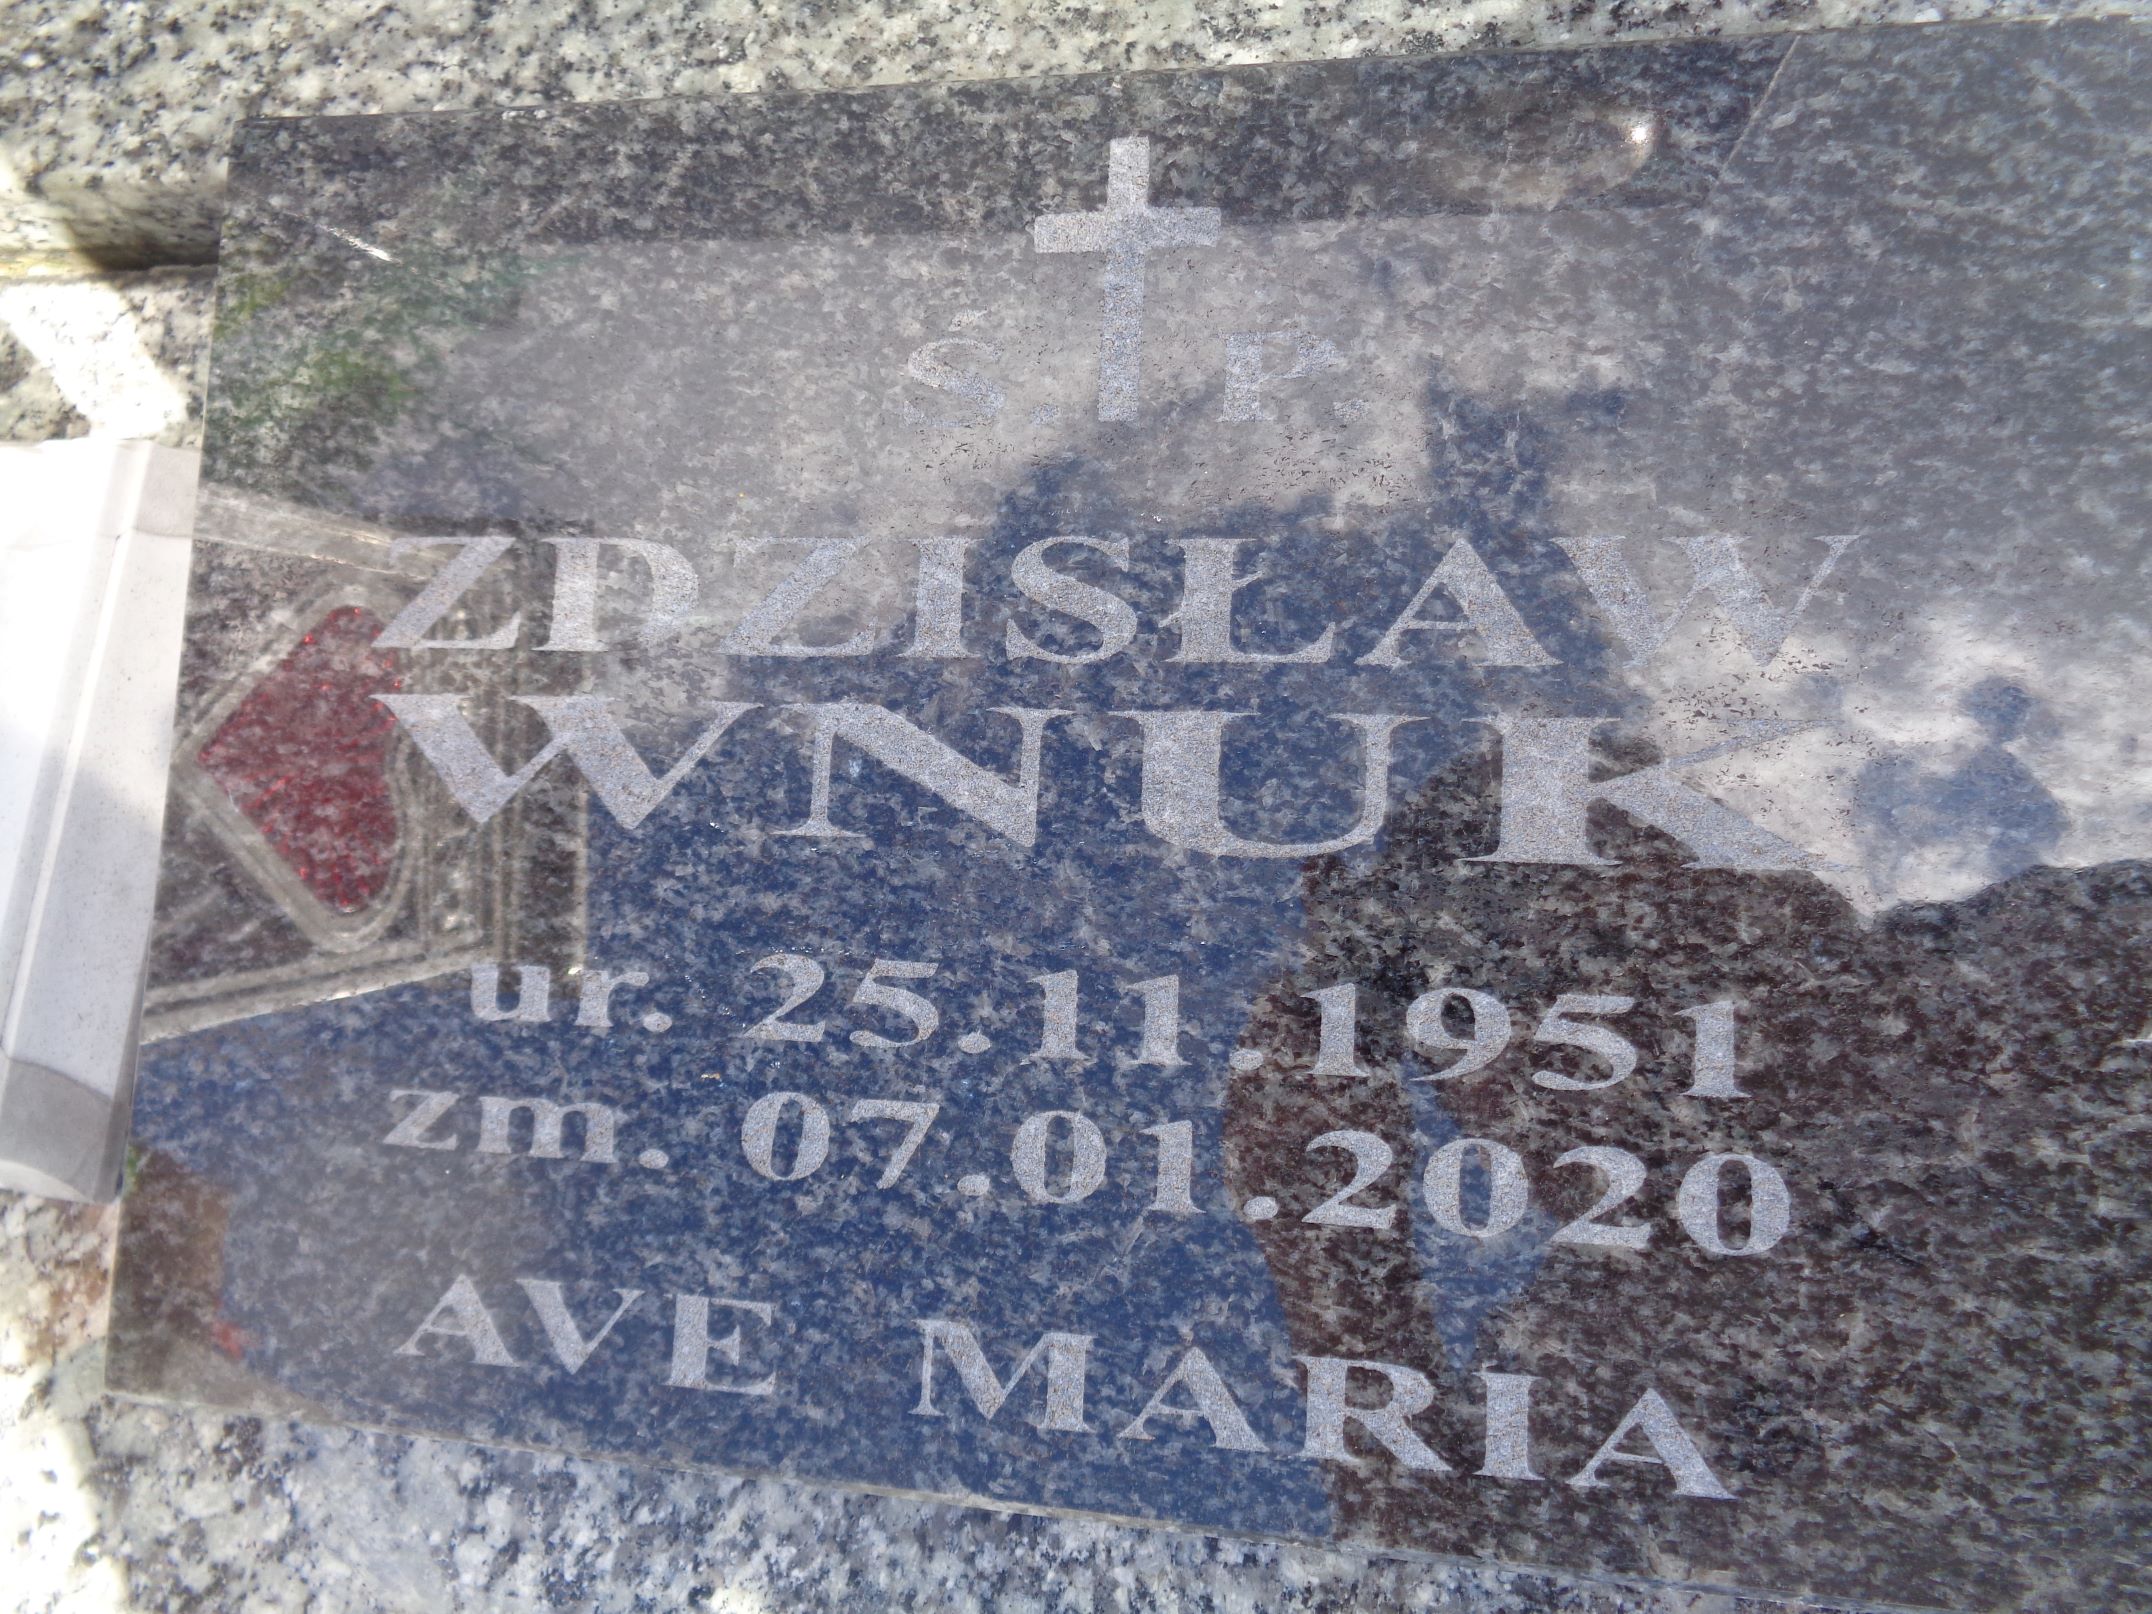 Ś. P.
ZDZISŁAW
WNUK
ur. 25.11.1951
zm. 07.01.2020
AVE MARIA